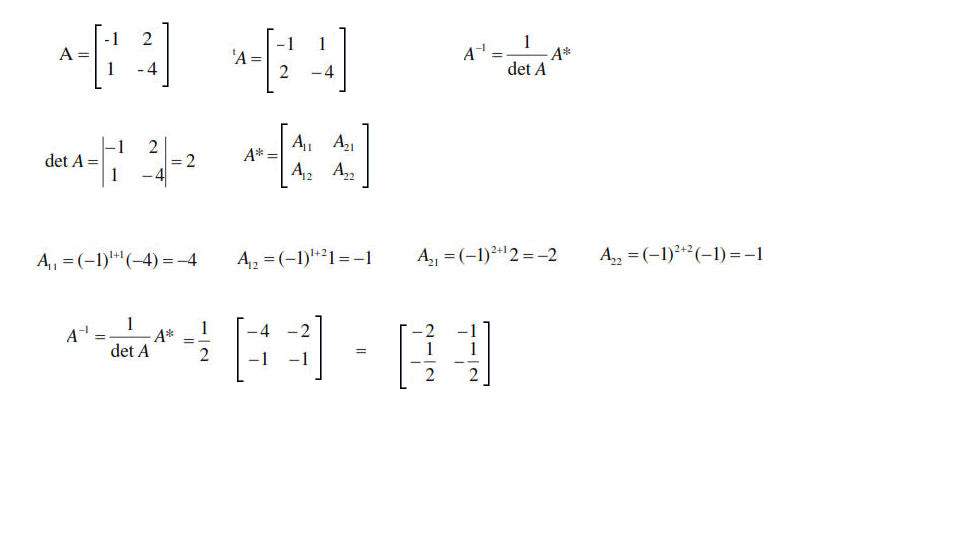 A = [-1 2; 1 -4] ᵗA = [−1 1; 2 −4] A⁻¹ = 1/det A A*
det A = |−1 2; 1 −4| = 2 A* = [A₁₁ A₂₁; A₁₂ A₂₂]
A₁₁ = (−1)¹⁺¹(−4) = −4 A₁₂ = (−1)¹⁺²1 = −1 A₂₁ = (−1)²⁺¹2 = −2 A₂₂ = (−1)²⁺²(−1) = −1
A⁻¹ = 1/det A A* = 1/2 [−4 −2; −1 −1] = [−2 −1; −1/2 −1/2]